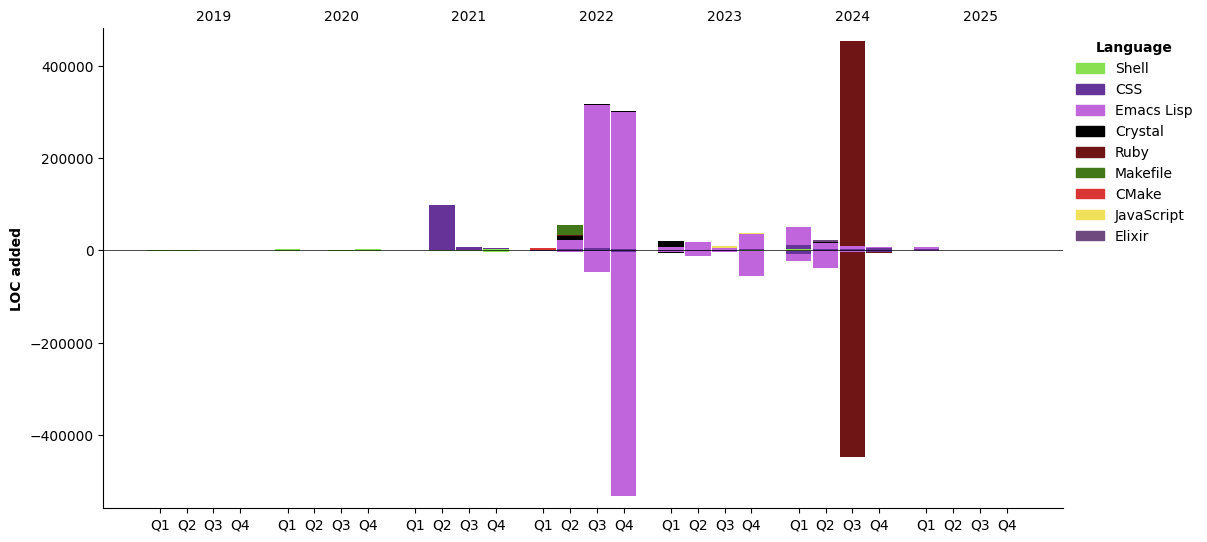 2019 2020 2021 2022 2023 2024 2025
Language
Shell
CSS
Emacs Lisp
Crystal
Ruby
Makefile
CMake
JavaScript
Elixir
LOC added
400000
200000
0
−200000
−400000
Q1 Q2 Q3 Q4 Q1 Q2 Q3 Q4 Q1 Q2 Q3 Q4 Q1 Q2 Q3 Q4 Q1 Q2 Q3 Q4 Q1 Q2 Q3 Q4 Q1 Q2 Q3 Q4